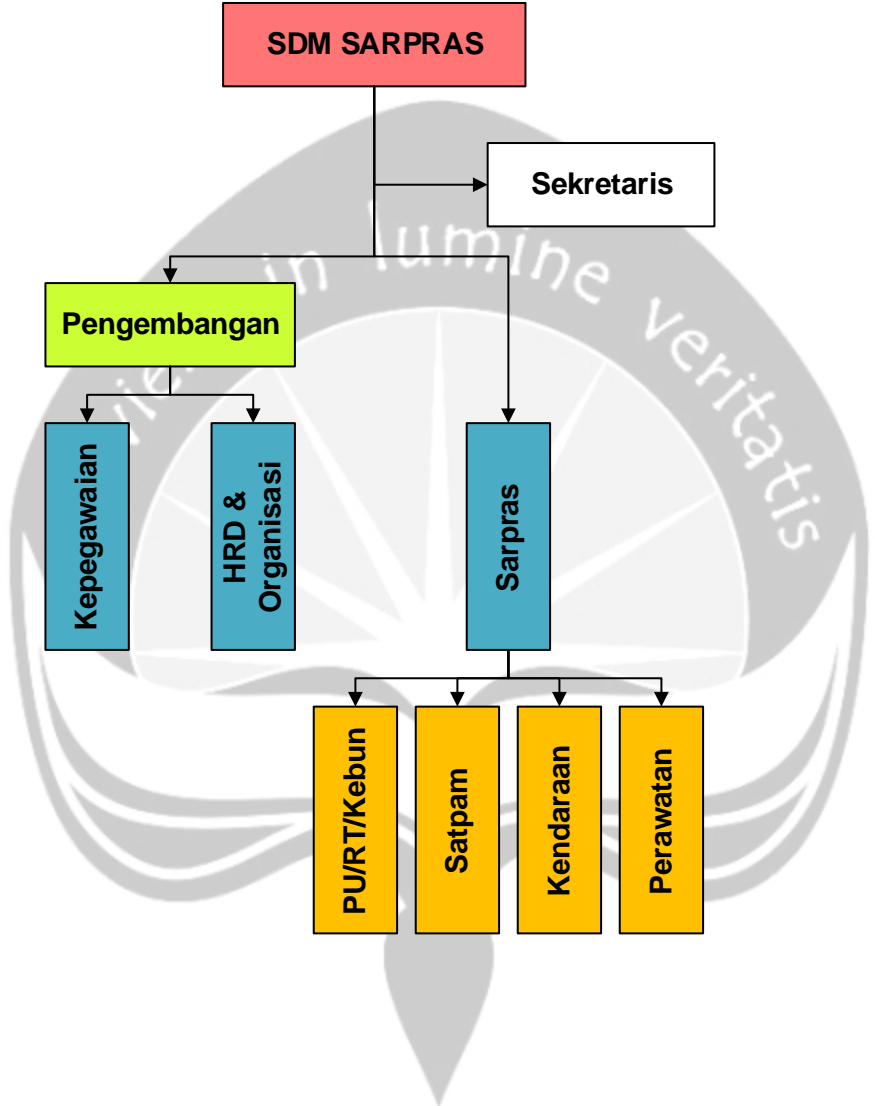 SDM SARPRAS
Sekretaris
in lumine veritatis
Pengembangan
Kepegawaian
HRD &
Organisasi
Sarpras
PU/RT/Kebun
Satpam
Kendaraan
Perawatan